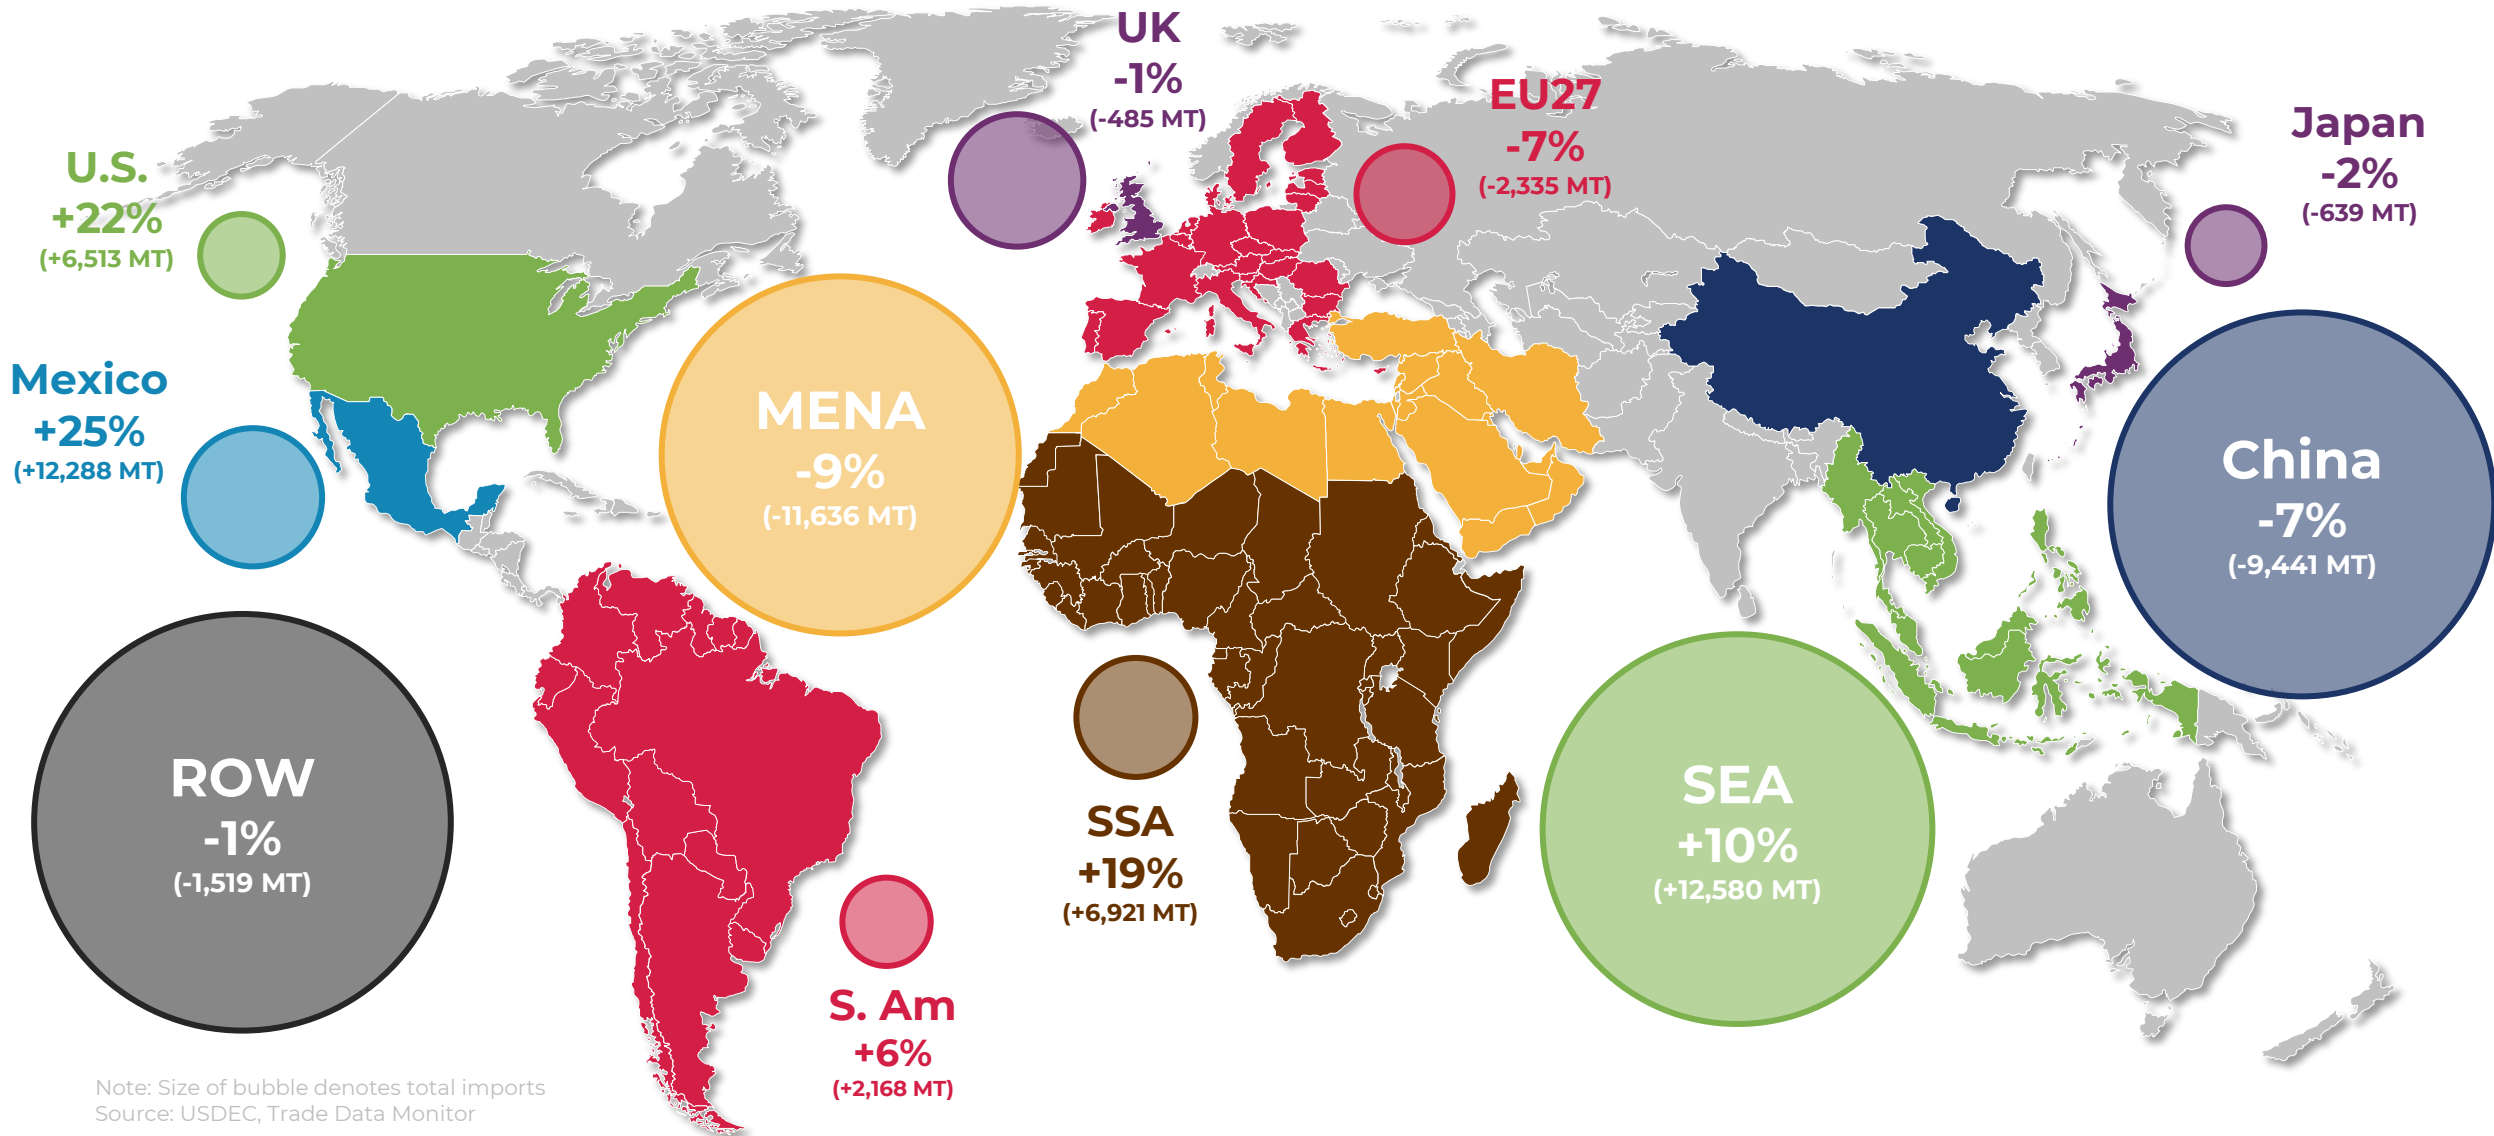 UK
-1%
(-485 MT)
EU27
-7%
(-2,335 MT)
Japan
-2%
(-639 MT)
U.S.
+22%
(+6,513 MT)
Mexico
+25%
(+12,288 MT)
MENA
-9%
(-11,636 MT)
China
-7%
(-9,441 MT)
ROW
-1%
(-1,519 MT)
SSA
+19%
(+6,921 MT)
SEA
+10%
(+12,580 MT)
S. Am
+6%
(+2,168 MT)
Note: Size of bubble denotes total imports
Source: USDEC, Trade Data Monitor